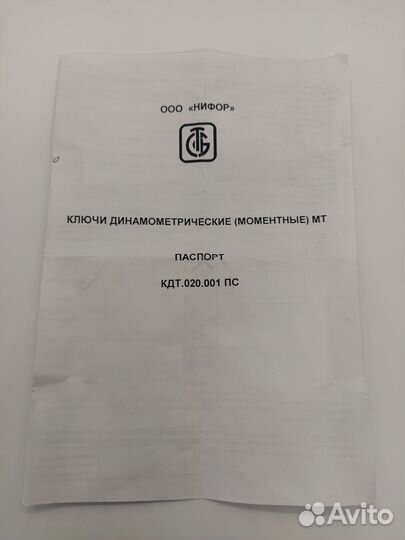 ООО «НИФОР»
КЛЮЧИ ДИНАМОМЕТРИЧЕСКИЕ (МОМЕНТНЫЕ) МТ
ПАСПОРТ
КДТ.020.001 ПС
Avito